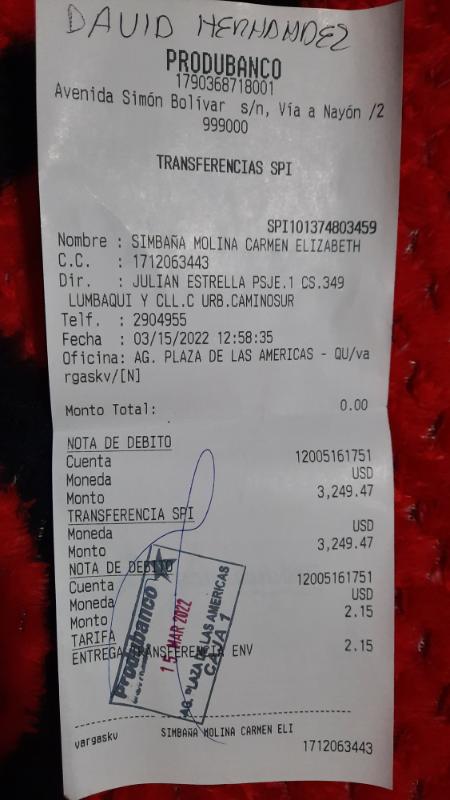 DAVID HERNANDEZ
PRODUBANCO
1790368718001
Avenida Simón Bolívar s/n, Vía a Nayón /2
999000
TRANSFERENCIAS SPI
SPI101374803459
Nombre : SIMBAÑA MOLINA CARMEN ELIZABETH
C.C. : 1712063443
Dir. : JULIAN ESTRELLA PSJE.1 CS.349
LUMBAQUI Y CLL.C URB.CAMINOSUR
Telf. : 2904955
Fecha : 03/15/2022 12:58:35
Oficina: AG. PLAZA DE LAS AMERICAS - QU/va
rgaskv/[N]
Monto Total: 0.00
NOTA DE DEBITO
Cuenta 12005161751
Moneda USD
Monto 3,249.47
TRANSFERENCIA SPI
Moneda USD
Monto 3,249.47
NOTA DE DEBITO
Cuenta 12005161751
Moneda USD
Monto 2.15
TARIFA
ENTREGA TRANSFERENCIA ENV 2.15
Produbanco
15 MAR 2022
AG. PLAZA DE LAS AMERICAS
CAJA 1
vargaskv SIMBAÑA MOLINA CARMEN ELI
1712063443